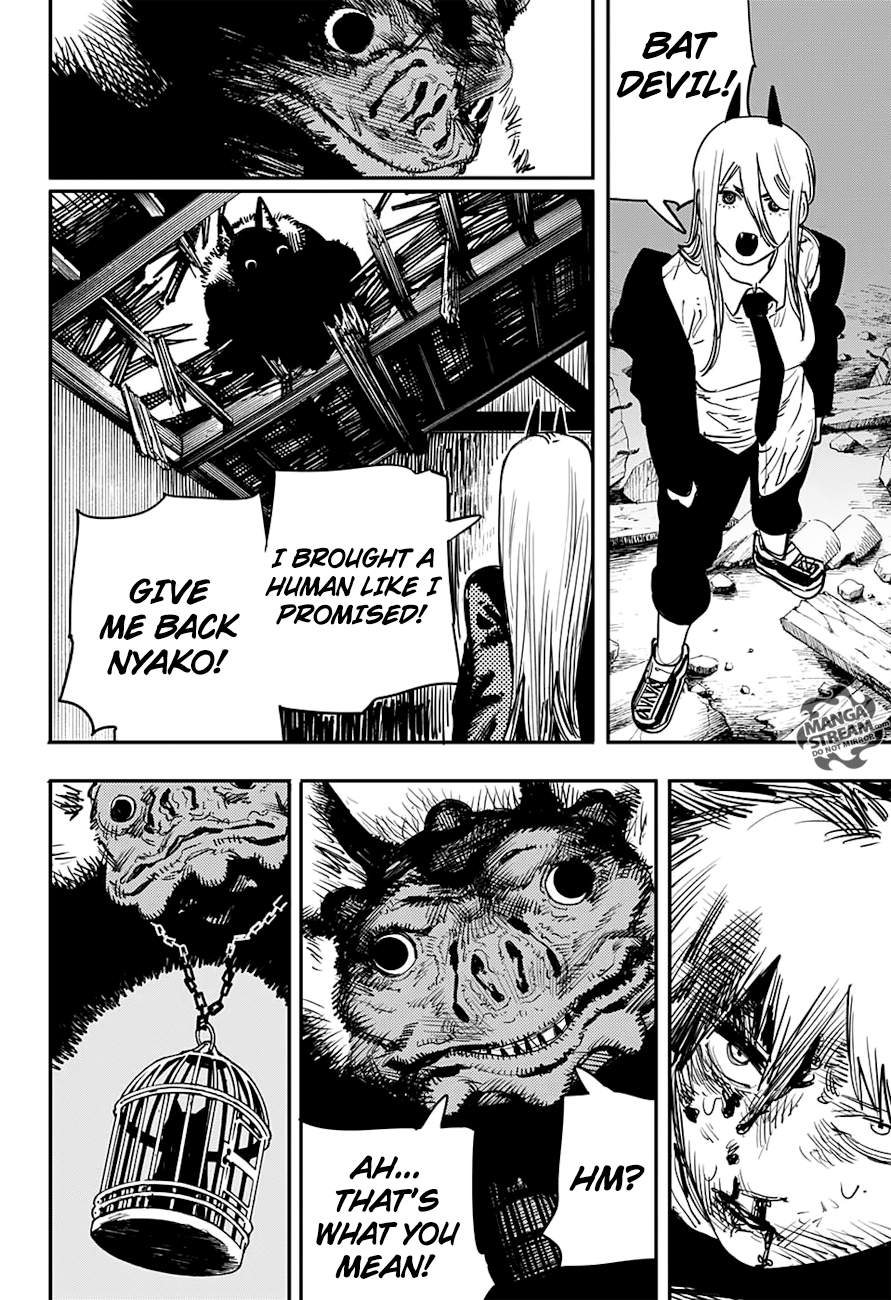 BAT
DEVIL!
I BROUGHT A
HUMAN LIKE I
PROMISED!
GIVE
ME BACK
NYAKO!
MANGA
STREAM
DO NOT MIRROR
HM?
AH...
THAT'S
WHAT YOU
MEAN!